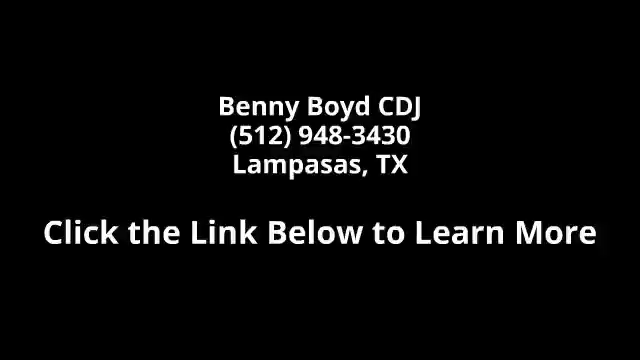 Benny Boyd CDJ
(512) 948-3430
Lampasas, TX
Click the Link Below to Learn More